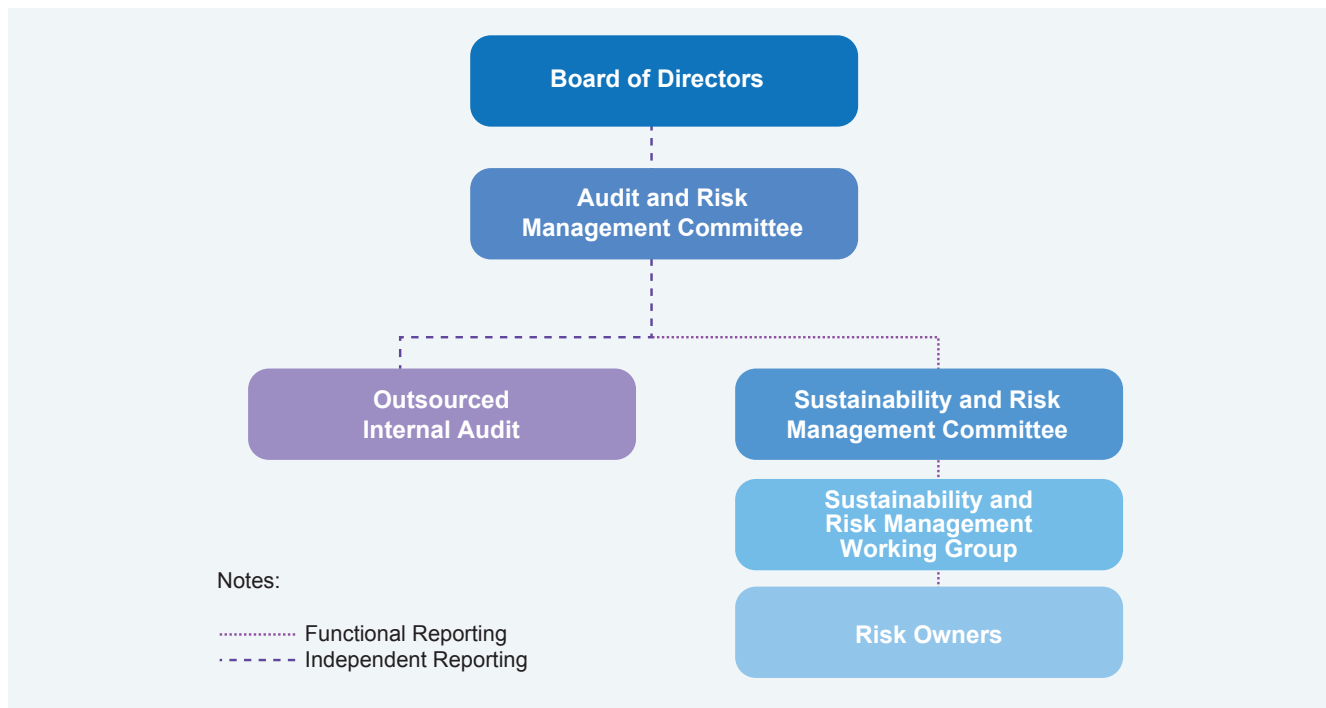 Board of Directors
Audit and Risk
Management Committee
Outsourced
Internal Audit
Sustainability and Risk
Management Committee
Sustainability and
Risk Management
Working Group
Risk Owners
Notes:
Functional Reporting
Independent Reporting